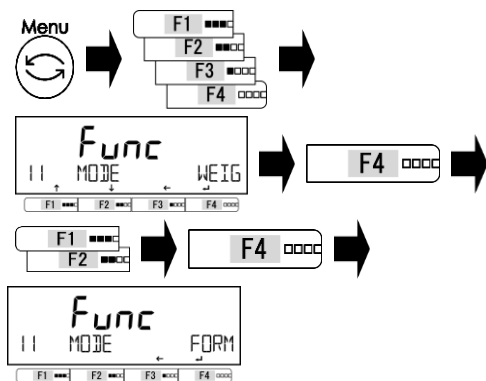 Menu
F1
F2
F3
F4
Func
11 MODE WEIG
↑ ↓ ← ↵
F1 F2 F3 F4
F4
F1
F2
F4
Func
11 MODE FORM
← ↵
F1 F2 F3 F4